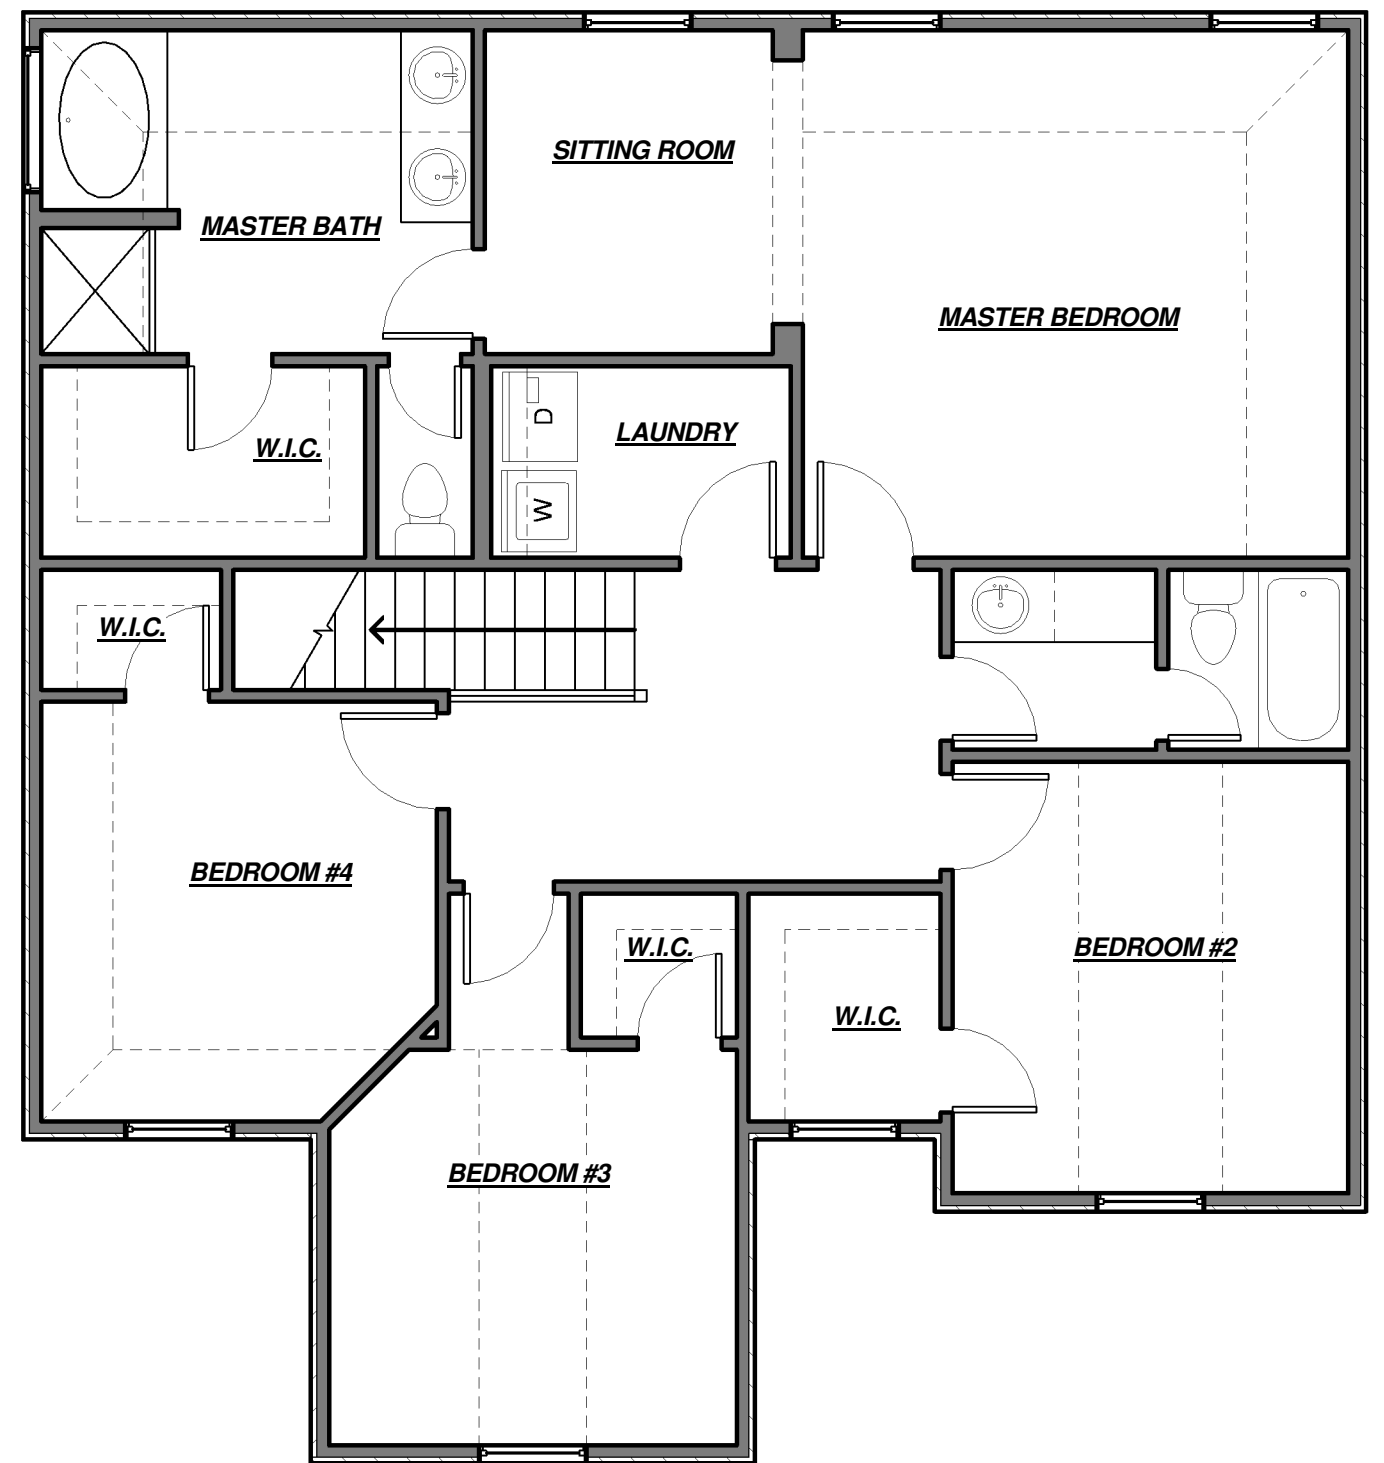 SITTING ROOM
MASTER BATH
MASTER BEDROOM
D
LAUNDRY
W.I.C.
W
W.I.C.
BEDROOM #4
W.I.C.
BEDROOM #2
W.I.C.
BEDROOM #3